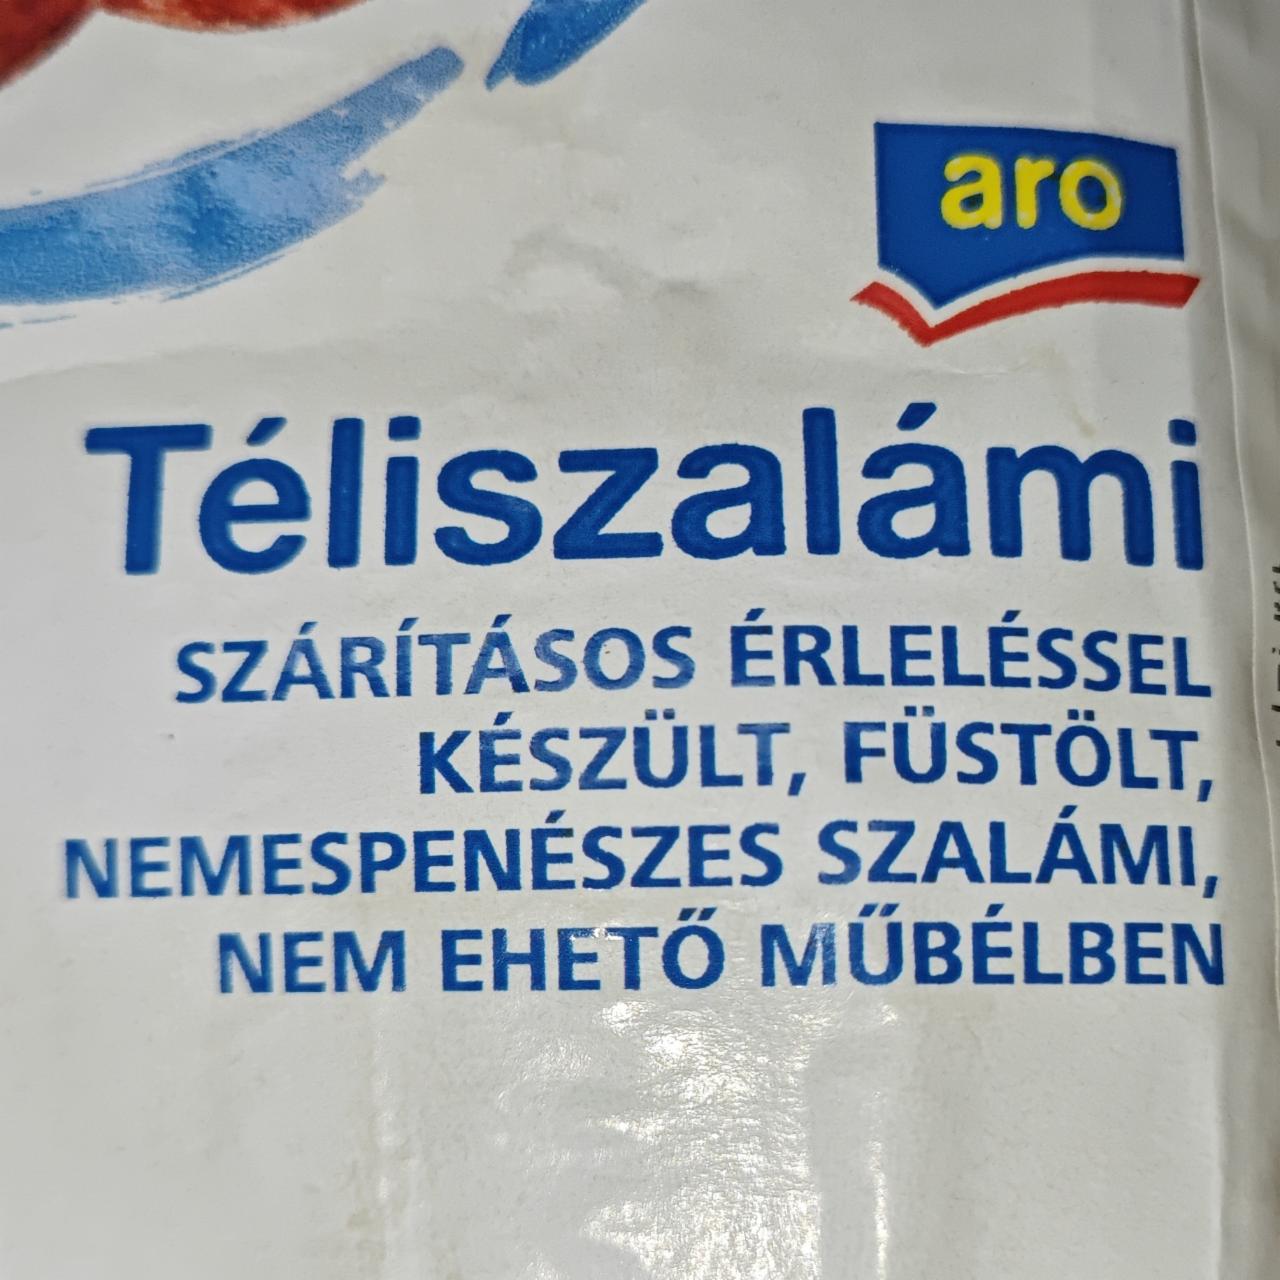 aro
Téliszalámi
SZÁRÍTÁSOS ÉRLELÉSSEL
KÉSZÜLT, FÜSTÖLT,
NEMESPENÉSZES SZALÁMI,
NEM EHETŐ MŰBÉLBEN